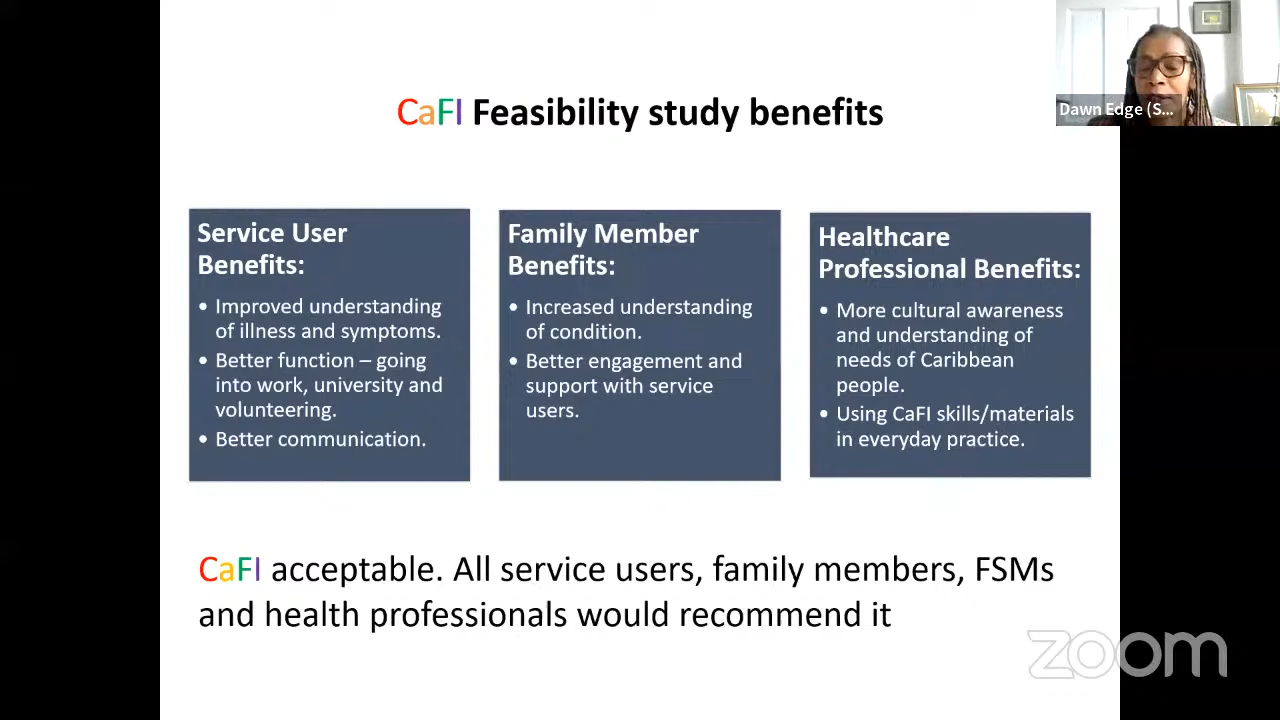 CaFI Feasibility study benefits
Dawn Edge (S...
Service User
Benefits:
• Improved understanding
of illness and symptoms.
• Better function – going
into work, university and
volunteering.
• Better communication.
Family Member
Benefits:
• Increased understanding
of condition.
• Better engagement and
support with service
users.
Healthcare
Professional Benefits:
• More cultural awareness
and understanding of
needs of Caribbean
people.
• Using CaFI skills/materials
in everyday practice.
CaFI acceptable. All service users, family members, FSMs
and health professionals would recommend it
zoom